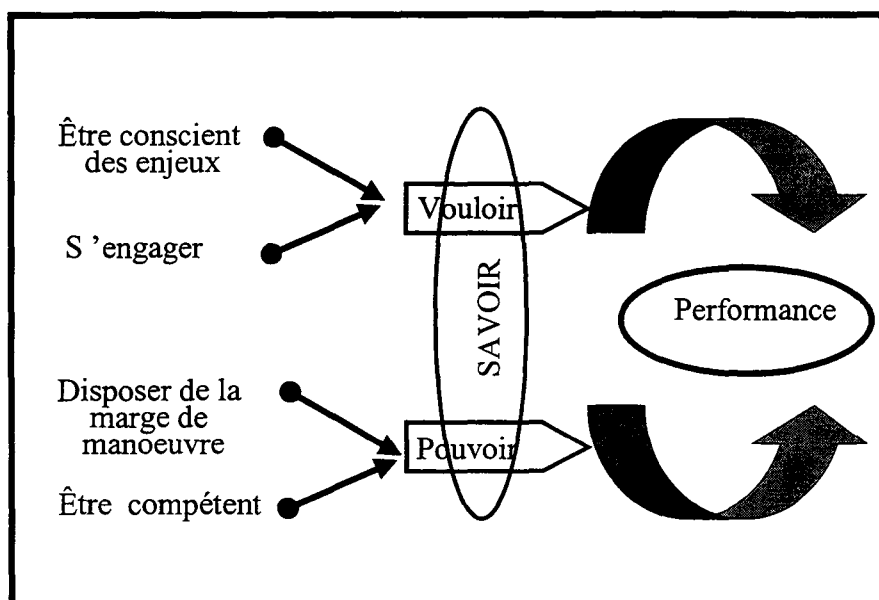 Être conscient
des enjeux
S ’engager
Vouloir
SAVOIR
Performance
Disposer de la
marge de
manoeuvre
Pouvoir
Être compétent